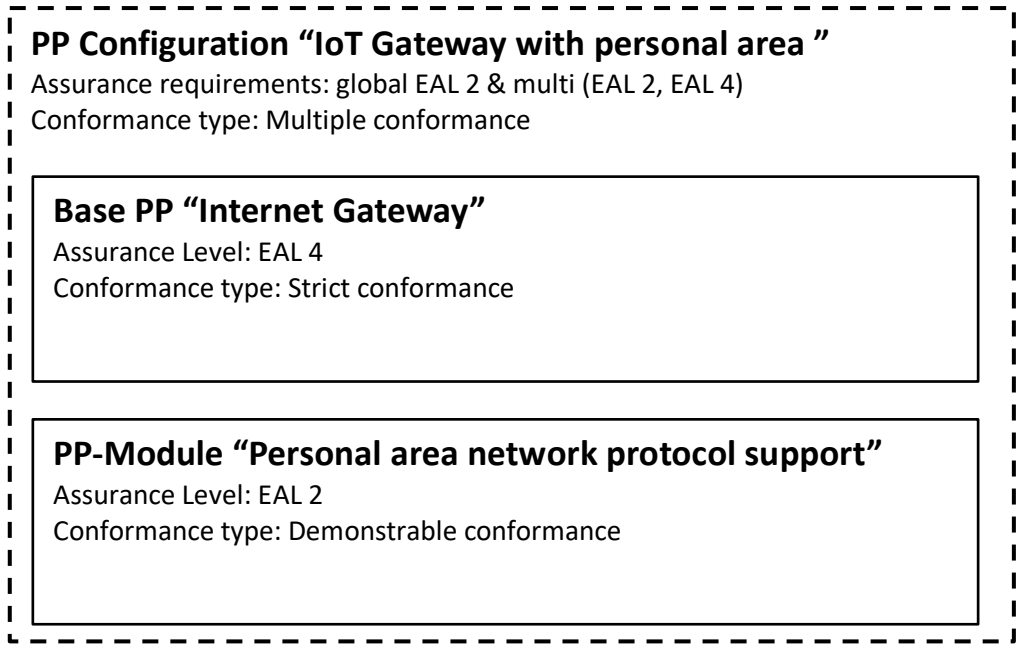 PP Configuration “IoT Gateway with personal area ”
Assurance requirements: global EAL 2 & multi (EAL 2, EAL 4)
Conformance type: Multiple conformance
Base PP “Internet Gateway”
Assurance Level: EAL 4
Conformance type: Strict conformance
PP-Module “Personal area network protocol support”
Assurance Level: EAL 2
Conformance type: Demonstrable conformance